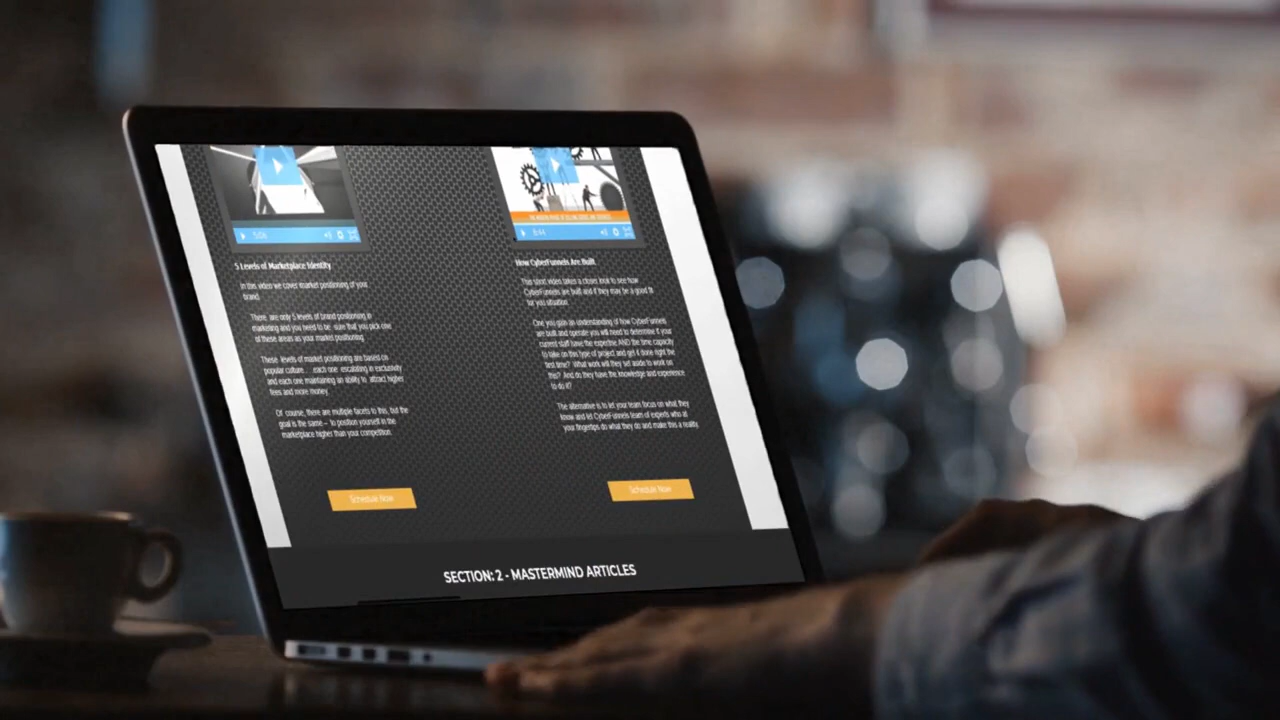 5:06
5 Levels of Marketplace Identity
In this video we cover market positioning of your
brand.
There are only 5 levels of brand positioning in
marketing and you need to be sure that you pick one
of these areas as your market positioning.
These levels of market positioning are based on
popular culture... each one escalating in exclusivity
and each one maintaining an ability to attract higher
fees and more money.
Of course, there are multiple facets to this, but the
goal is the same – to position yourself in the
marketplace higher than your competition.
Schedule Now
8:44
How CyberFunnels Are Built
This short video takes a closer look to see how
CyberFunnels are built and if they may be a good fit
for you situation.
One you gain an understanding of how CyberFunnels
are built and operate you will need to determine if your
current staff have the expertise AND the time capacity
to take on this type of project and get it done right the
first time? What work will they set aside to work on
this? And do they have the knowledge and experience
to do it?
The alternative is to let your team focus on what they
know and let CyberFunnels team of experts who at
your fingertips do what they do and make this a reality.
Schedule Now
SECTION: 2 - MASTERMIND ARTICLES